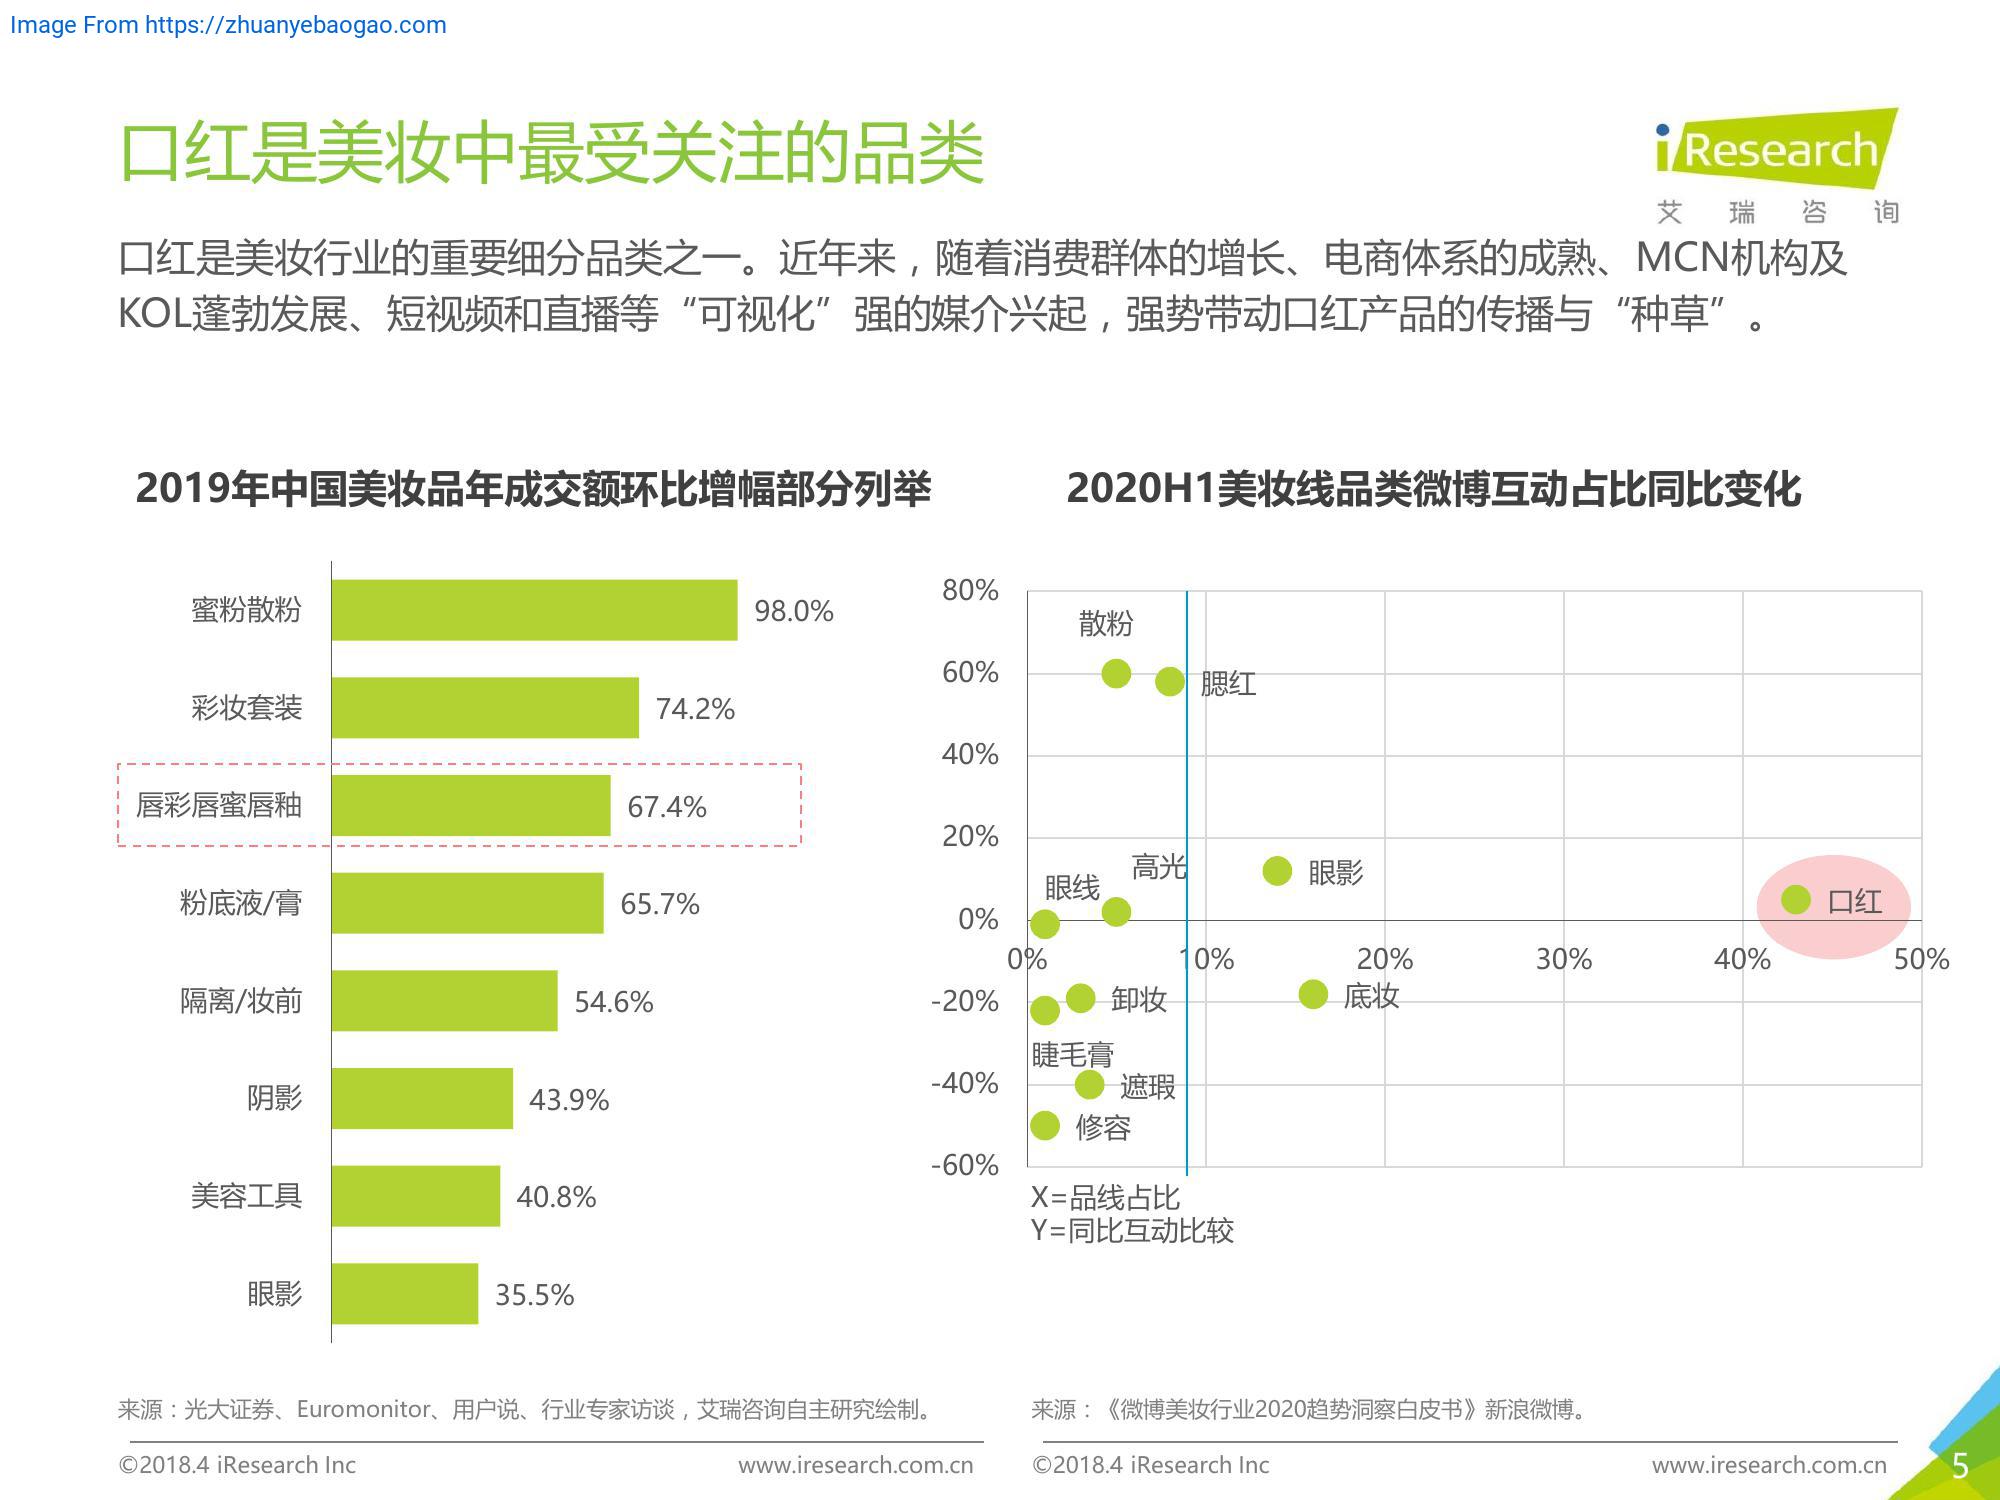 Image From https://zhuanyebaogao.com
口红是美妆中最受关注的品类
iResearch
艾瑞咨询
口红是美妆行业的重要细分品类之一。近年来，随着消费群体的增长、电商体系的成熟、MCN机构及
KOL蓬勃发展、短视频和直播等“可视化”强的媒介兴起，强势带动口红产品的传播与“种草”。
2019年中国美妆品年成交额环比增幅部分列举
蜜粉散粉 98.0%
彩妆套装 74.2%
唇彩唇蜜唇釉 67.4%
粉底液/膏 65.7%
隔离/妆前 54.6%
阴影 43.9%
美容工具 40.8%
眼影 35.5%
来源：光大证券、Euromonitor、用户说、行业专家访谈，艾瑞咨询自主研究绘制。
©2018.4 iResearch Inc www.iresearch.com.cn
2020H1美妆线品类微博互动占比同比变化
80%
散粉
60%
腮红
40%
20%
高光
眼线
眼影
口红
0%
0% 10% 20% 30% 40% 50%
-20%
卸妆
底妆
睫毛膏
-40%
遮瑕
修容
-60%
X=品线占比
Y=同比互动比较
来源：《微博美妆行业2020趋势洞察白皮书》新浪微博。
©2018.4 iResearch Inc www.iresearch.com.cn
5